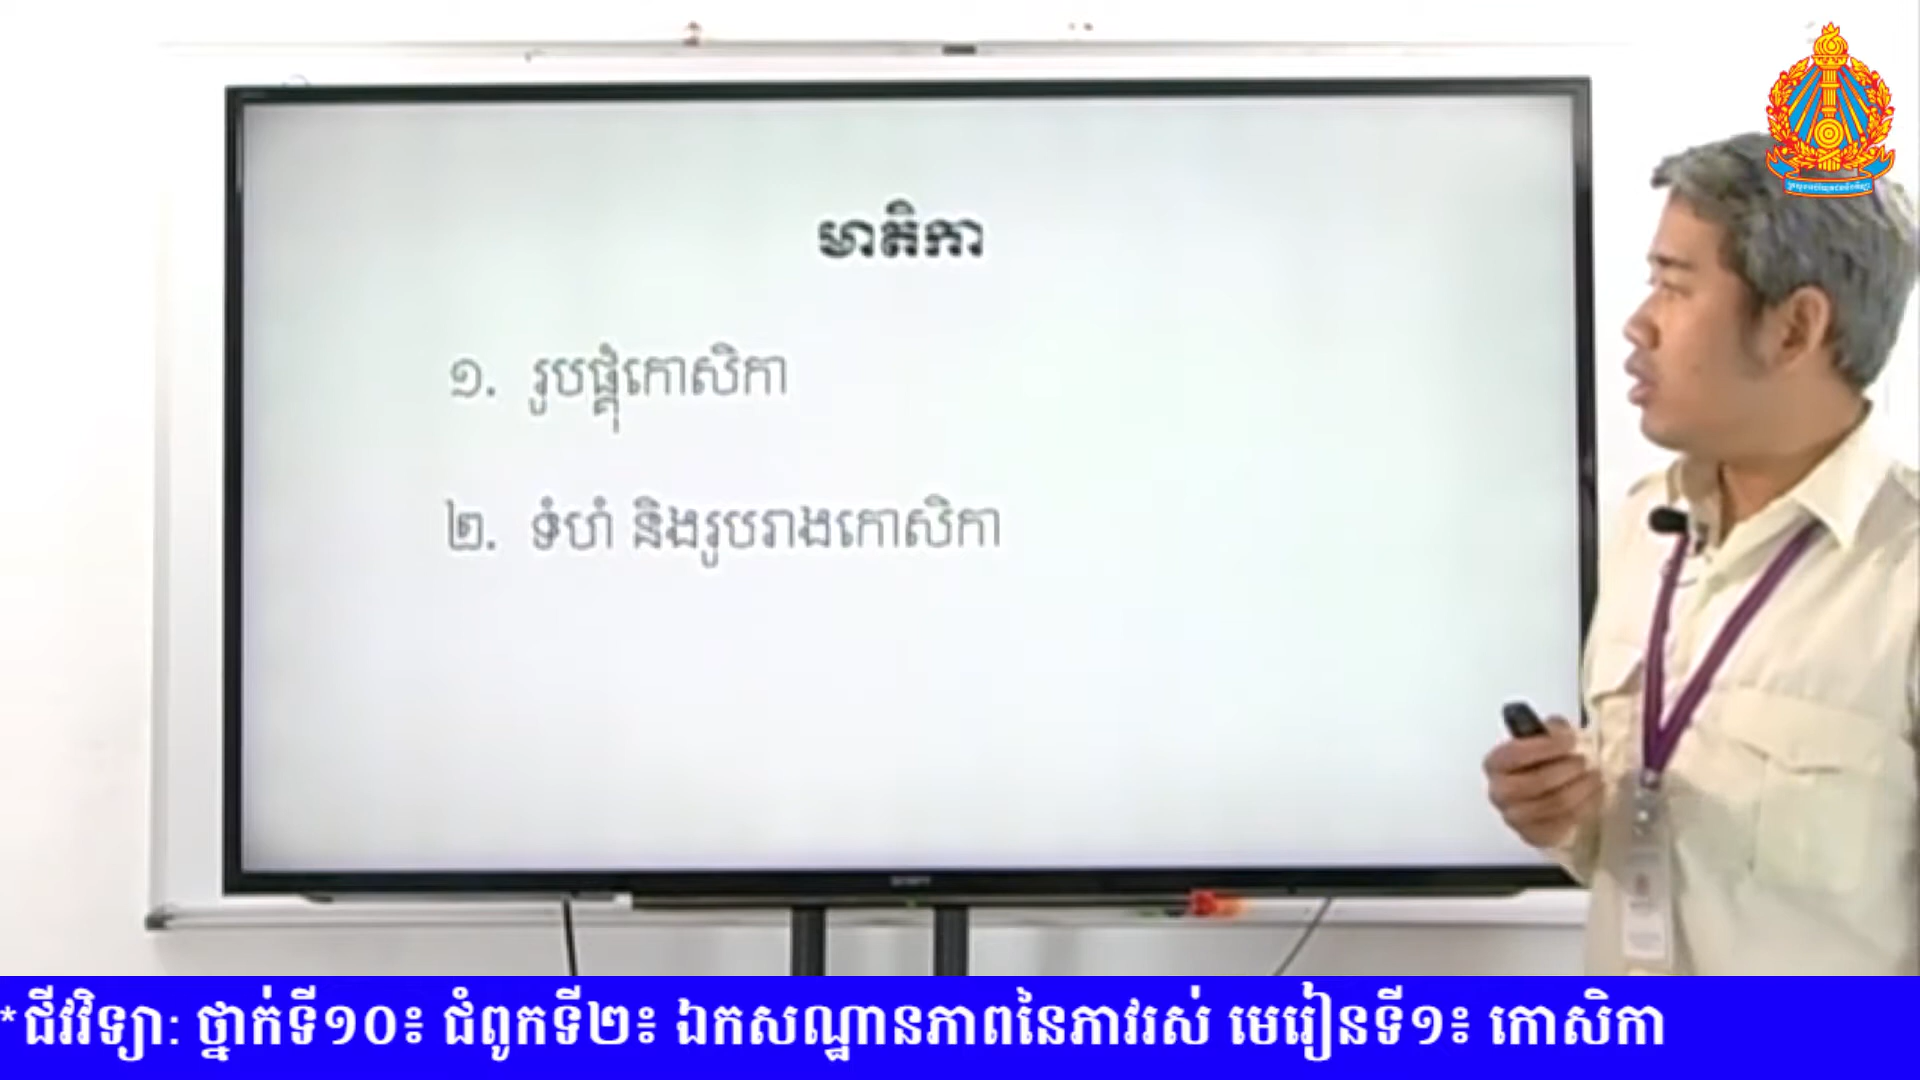 មាតិកា
១. រូបផ្គុំកោសិកា
២. ទំហំ និងរូបរាងកោសិកា
*ជីវវិទ្យា: ថ្នាក់ទី១០៖ ជំពូកទី២៖ ឯកសណ្ឋានភាពនៃភាវរស់ មេរៀនទី១៖ កោសិកា